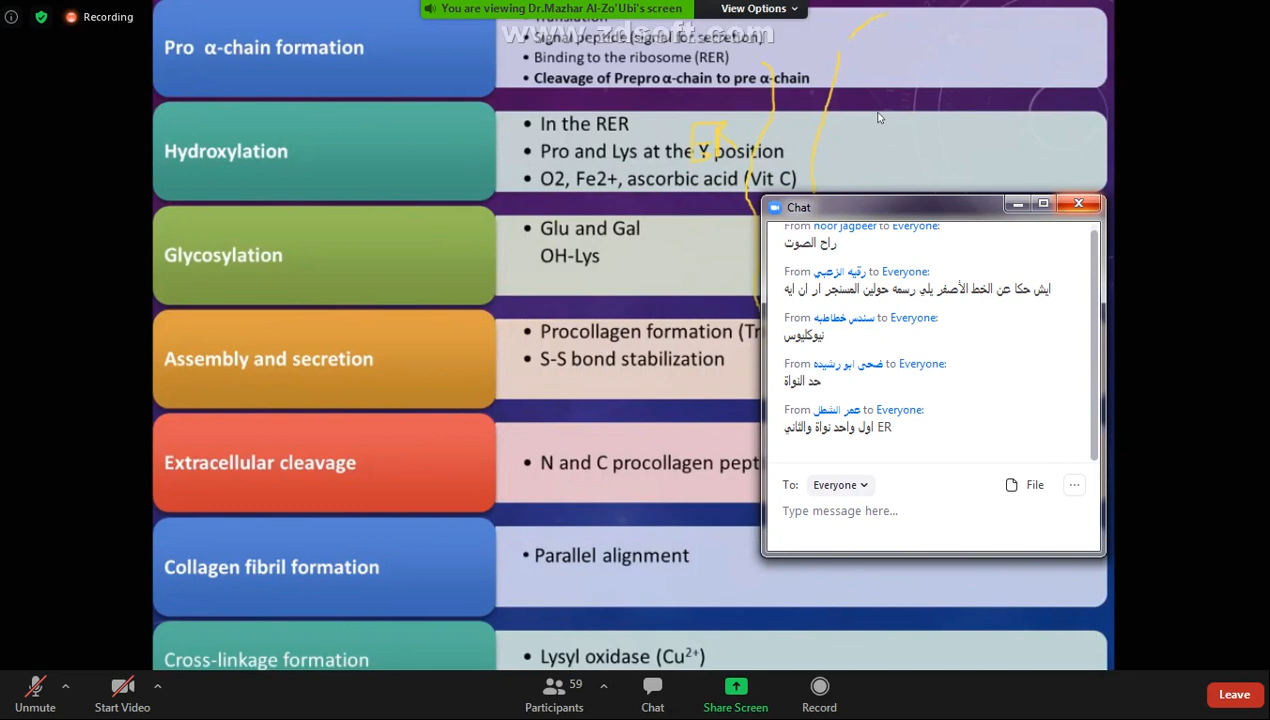 Recording
You are viewing Dr.Mazhar Al-Zo'Ubi's screen
View Options
www.zdsoft.com
Pro α-chain formation
• Translation
• Signal peptide (signal for secretion)
• Binding to the ribosome (RER)
• Cleavage of Prepro α-chain to pre α-chain
Hydroxylation
• In the RER
• Pro and Lys at the Y position
• O2, Fe2+, ascorbic acid (Vit C)
Glycosylation
• Glu and Gal
OH-Lys
Assembly and secretion
• Procollagen formation (Tr
• S-S bond stabilization
Extracellular cleavage
• N and C procollagen pept
Collagen fibril formation
• Parallel alignment
Cross-linkage formation
• Lysyl oxidase (Cu²⁺)
Chat
From noor jagbeer to Everyone:
راح الصوت
From رقيه الزعبي to Everyone:
ايش حكا عن الخط الأصفر يلي رسمه حولين المسنجر ار ان ايه
From سندس خطاطبه to Everyone:
نيوكليوس
From ضحى ابو رشيده to Everyone:
حد النواة
From عمر الشطل to Everyone:
اول واحد نواة والثاني ER
To: Everyone
File
Type message here...
Unmute
Start Video
59
Participants
Chat
Share Screen
Record
Leave